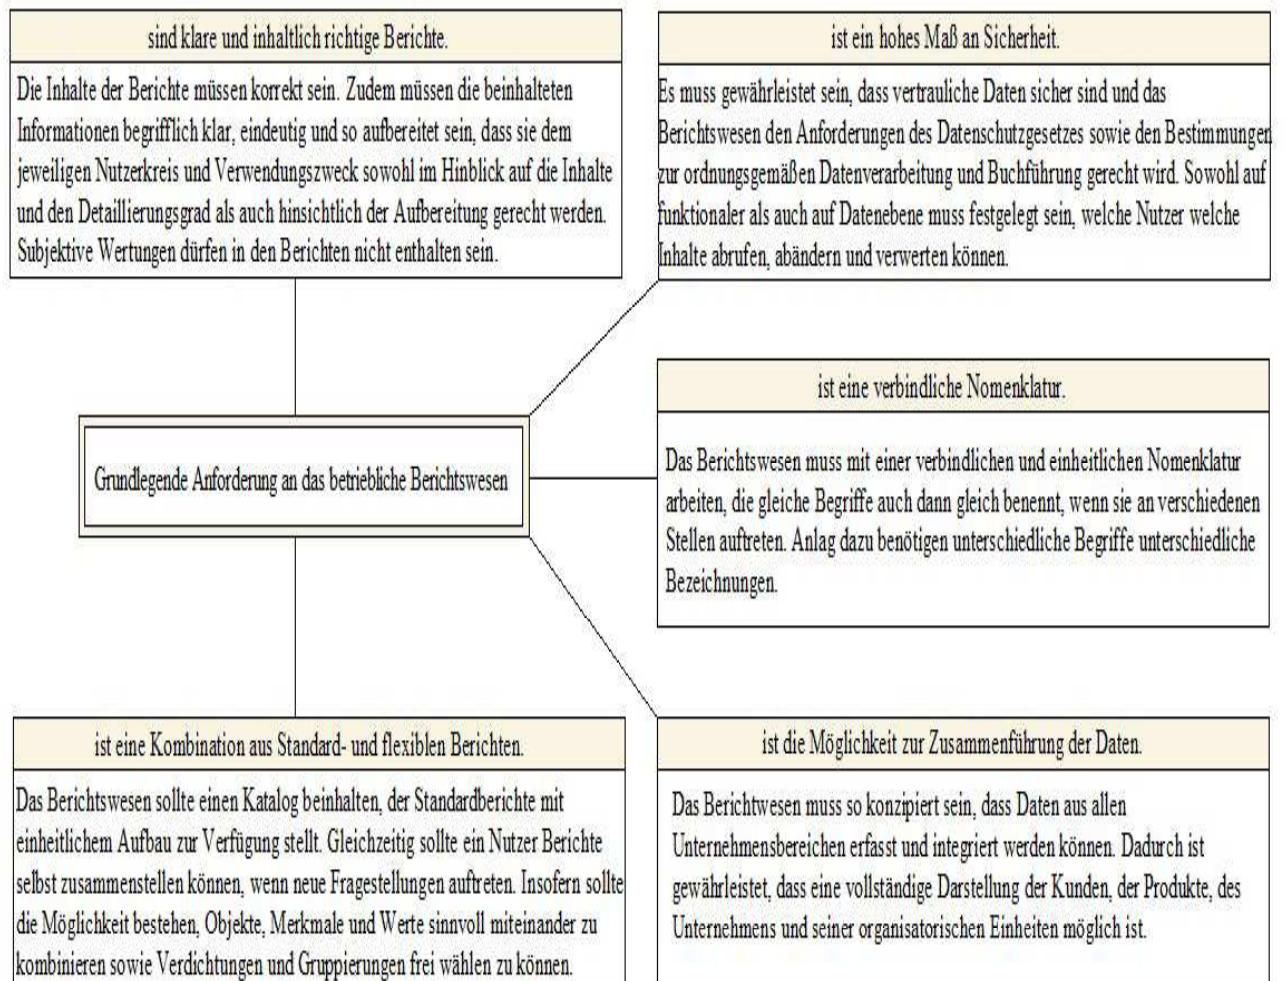 sind klare und inhaltlich richtige Berichte.
Die Inhalte der Berichte müssen korrekt sein. Zudem müssen die beinhalteten
Informationen begrifflich klar, eindeutig und so aufbereitet sein, dass sie dem
jeweiligen Nutzerkreis und Verwendungszweck sowohl im Hinblick auf die Inhalte
und den Detaillierungsgrad als auch hinsichtlich der Aufbereitung gerecht werden.
Subjektive Wertungen dürfen in den Berichten nicht enthalten sein.
ist ein hohes Maß an Sicherheit.
Es muss gewährleistet sein, dass vertrauliche Daten sicher sind und das
Berichtswesen den Anforderungen des Datenschutzgesetzes sowie den Bestimmungen
zur ordnungsgemäßen Datenverarbeitung und Buchführung gerecht wird. Sowohl auf
funktionaler als auch auf Datenebene muss festgelegt sein, welche Nutzer welche
Inhalte abrufen, abändern und verwerten können.
Grundlegende Anforderung an das betriebliche Berichtswesen
ist eine verbindliche Nomenklatur.
Das Berichtswesen muss mit einer verbindlichen und einheitlichen Nomenklatur
arbeiten, die gleiche Begriffe auch dann gleich benennt, wenn sie an verschiedenen
Stellen auftreten. Anlag dazu benötigen unterschiedliche Begriffe unterschiedliche
Bezeichnungen.
ist eine Kombination aus Standard- und flexiblen Berichten.
Das Berichtswesen sollte einen Katalog beinhalten, der Standardberichte mit
einheitlichem Aufbau zur Verfügung stellt. Gleichzeitig sollte ein Nutzer Berichte
selbst zusammenstellen können, wenn neue Fragestellungen auftreten. Insofern sollte
die Möglichkeit bestehen, Objekte, Merkmale und Werte sinnvoll miteinander zu
kombinieren sowie Verdichtungen und Gruppierungen frei wählen zu können.
ist die Möglichkeit zur Zusammenführung der Daten.
Das Berichtwesen muss so konzipiert sein, dass Daten aus allen
Unternehmensbereichen erfasst und integriert werden können. Dadurch ist
gewährleistet, dass eine vollständige Darstellung der Kunden, der Produkte, des
Unternehmens und seiner organisatorischen Einheiten möglich ist.